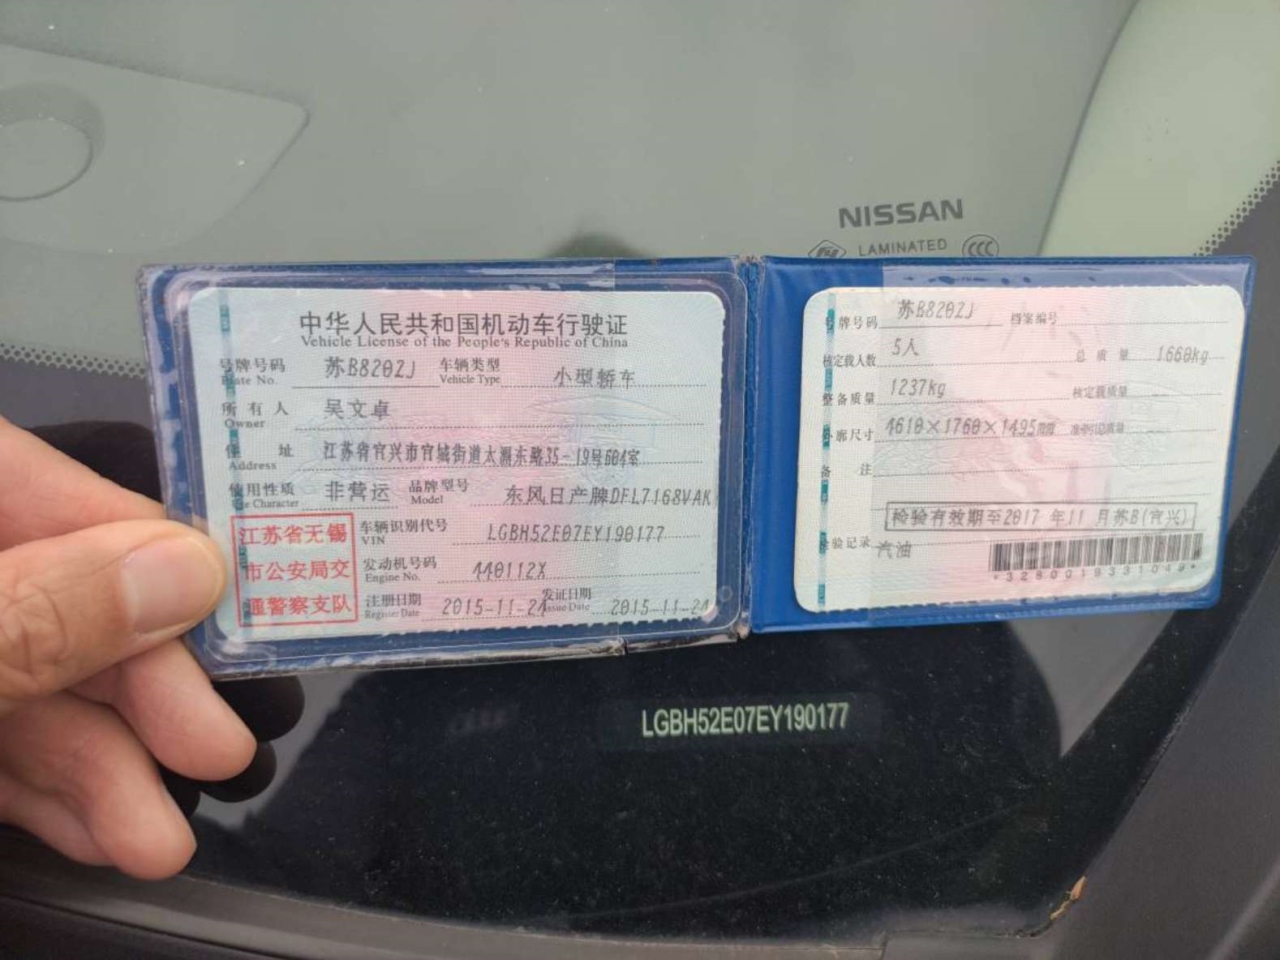 NISSAN
LAMINATED
中华人民共和国机动车行驶证
Vehicle License of the People's Republic of China
号牌号码 苏B8202J 车辆类型 小型轿车
Plate No. Vehicle Type
所有人 吴文卓
Owner
住 址 江苏省宜兴市宜城街道太湖东路35-19号604室
Address
使用性质 非营运 品牌型号 东风日产牌DFL7168VAK
Use Character Model
江苏省无锡
市公安局交
通警察支队
车辆识别代号 LGBH52E07EY190177
VIN
发动机号码 440112X
Engine No.
注册日期 2015-11-24 发证日期 2015-11-24
Register Date Issue Date
号牌号码 苏B8202J 档案编号
核定载人数 5人 总质量 1660kg
整备质量 1237kg 核定载质量
外廓尺寸 4610×1760×1495 准牵引总质量
备 注
检验有效期至2017 年11 月苏B(宜兴)
检验记录 汽油
*3280019331049*
LGBH52E07EY190177